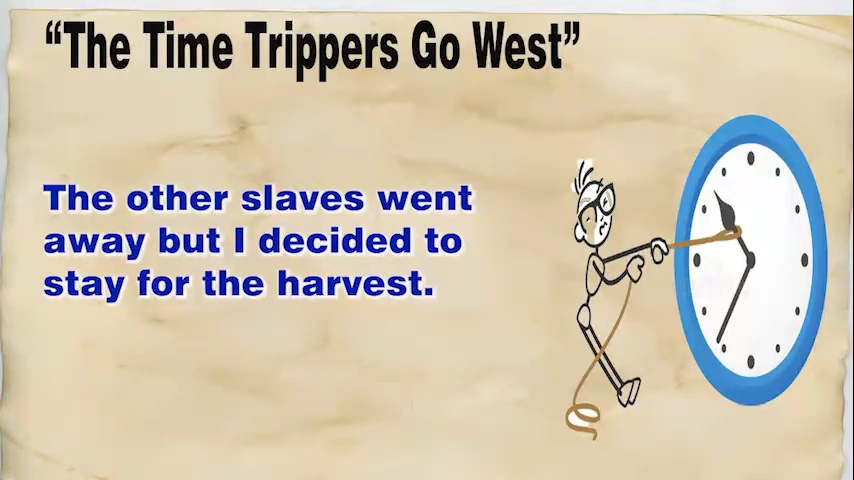 “The Time Trippers Go West”
The other slaves went
away but I decided to
stay for the harvest.